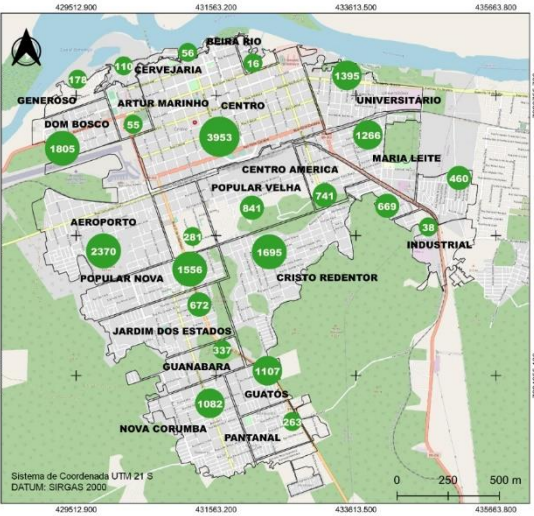 429512.900 431563.200 433613.500 435663.800
BEIRA RIO
56
16
110
CERVEJARIA
178
1395
GENEROSO
ARTUR MARINHO CENTRO
UNIVERSITÁRIO
DOM BOSCO
55
3953
1266
1805
MARIA LEITE
CENTRO AMERICA
460
POPULAR VELHA
741
841
669
AEROPORTO
38
281
INDUSTRIAL
2370
1695
1556
POPULAR NOVA
CRISTO REDENTOR
672
JARDIM DOS ESTADOS
337
GUANABARA
1107
GUATÓS
1082
263
NOVA CORUMBA
PANTANAL
Sistema de Coordenada UTM 21 S
DATUM: SIRGAS 2000
0 250 500 m
429512.900 431563.200 433613.500 435663.800